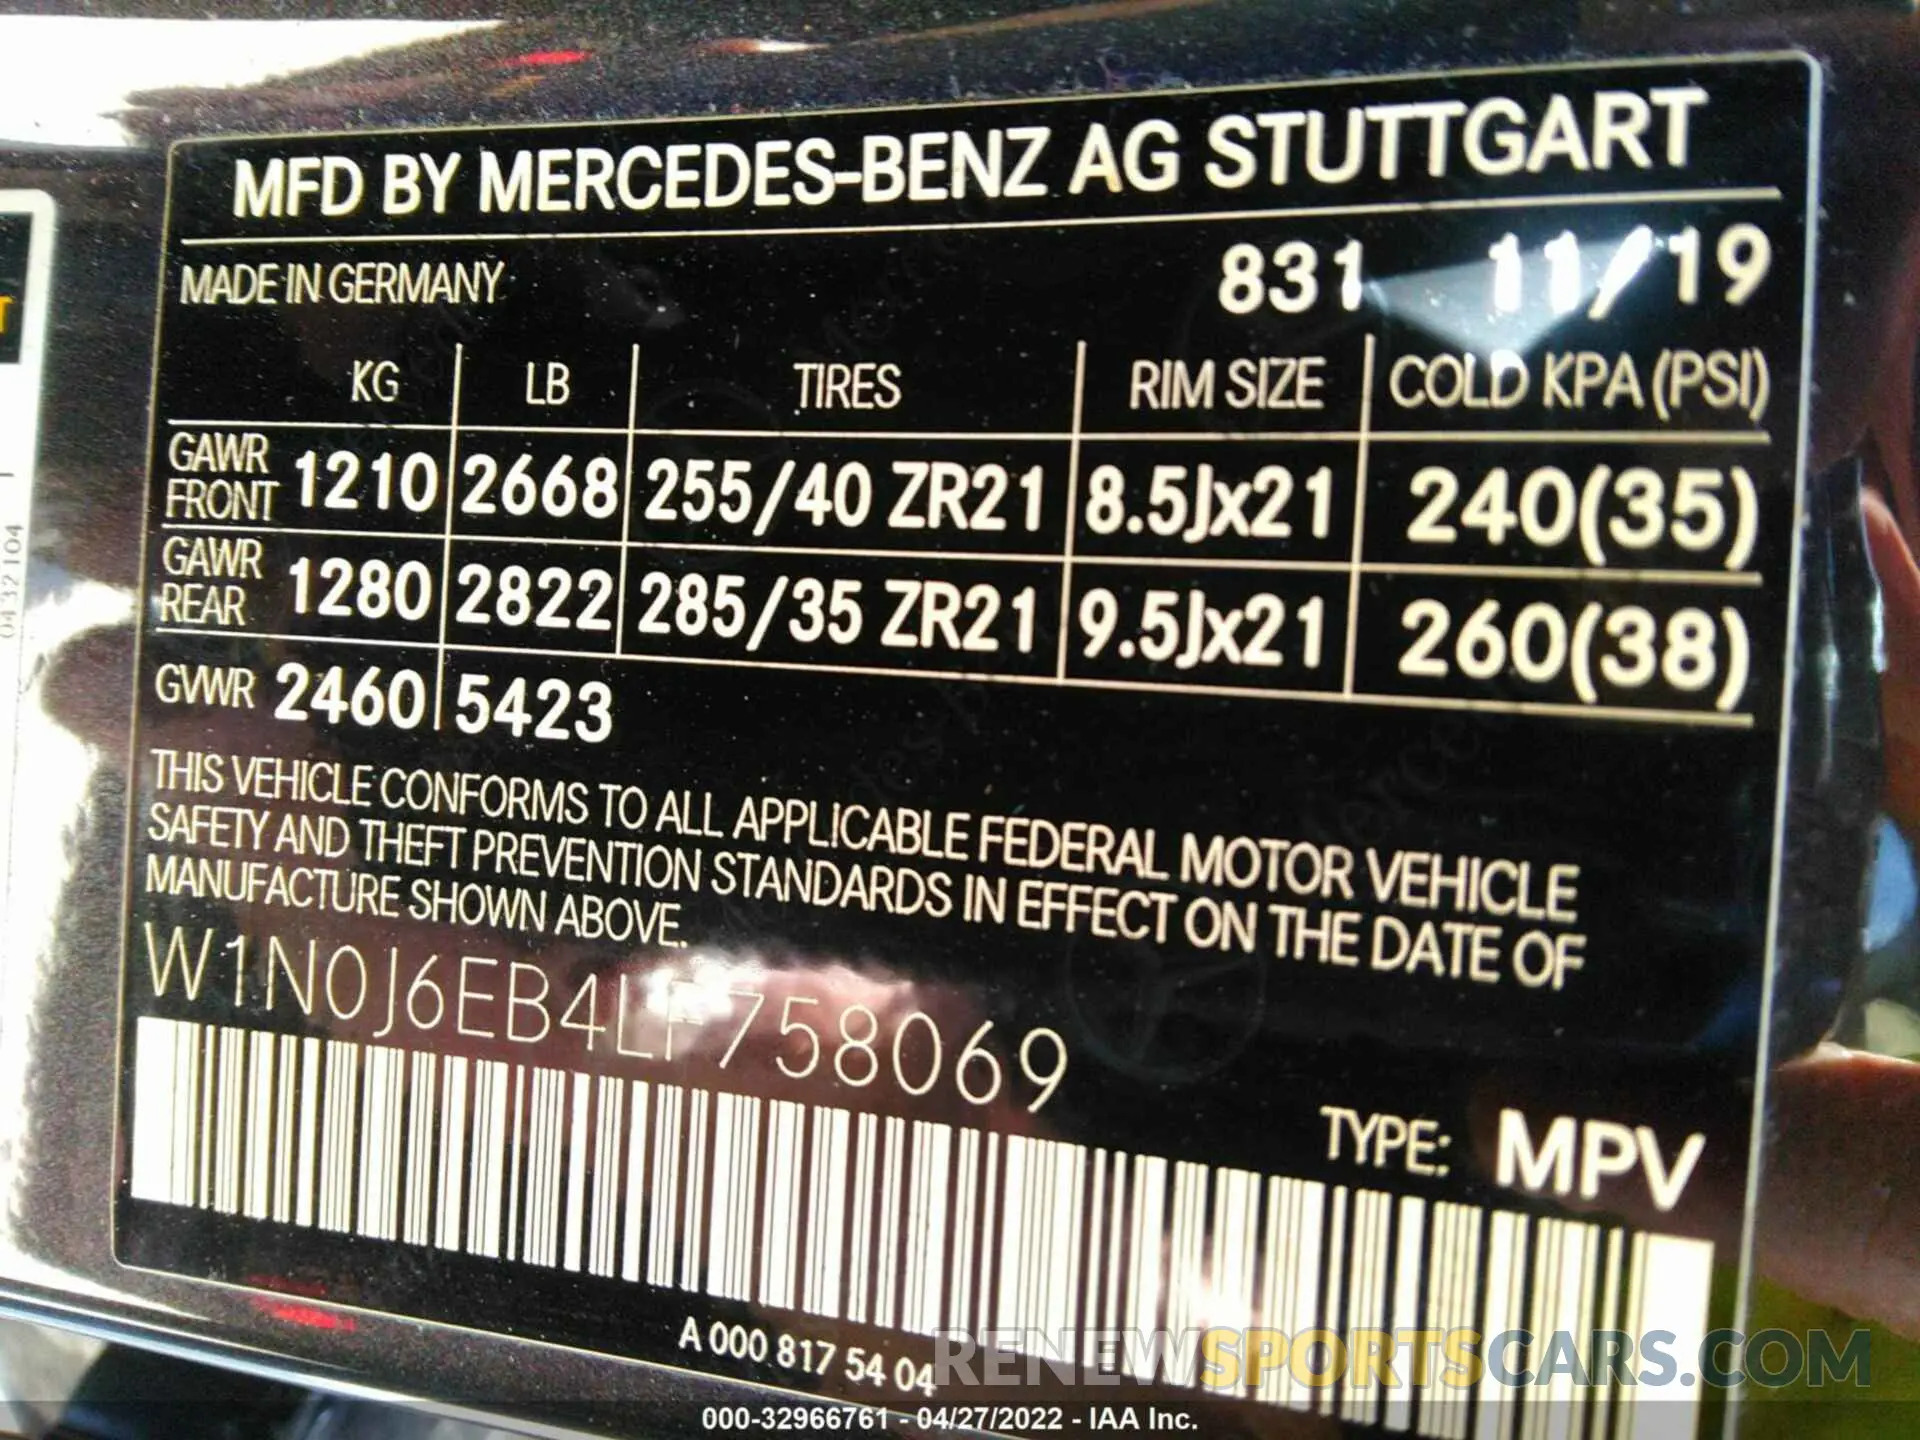 MFD BY MERCEDES-BENZ AG STUTTGART
MADE IN GERMANY 831 11/19
KG LB TIRES RIM SIZE COLD KPA (PSI)
GAWR FRONT 1210 2668 255/40 ZR21 8.5Jx21 240(35)
GAWR REAR 1280 2822 285/35 ZR21 9.5Jx21 260(38)
GVWR 2460 5423
THIS VEHICLE CONFORMS TO ALL APPLICABLE FEDERAL MOTOR VEHICLE
SAFETY AND THEFT PREVENTION STANDARDS IN EFFECT ON THE DATE OF
MANUFACTURE SHOWN ABOVE.
W1N0J6EB4LF758069
TYPE: MPV
A 000 817 54 04
0432104
RENEWSPORTSCARS.COM
000-32966761 - 04/27/2022 - IAA Inc.